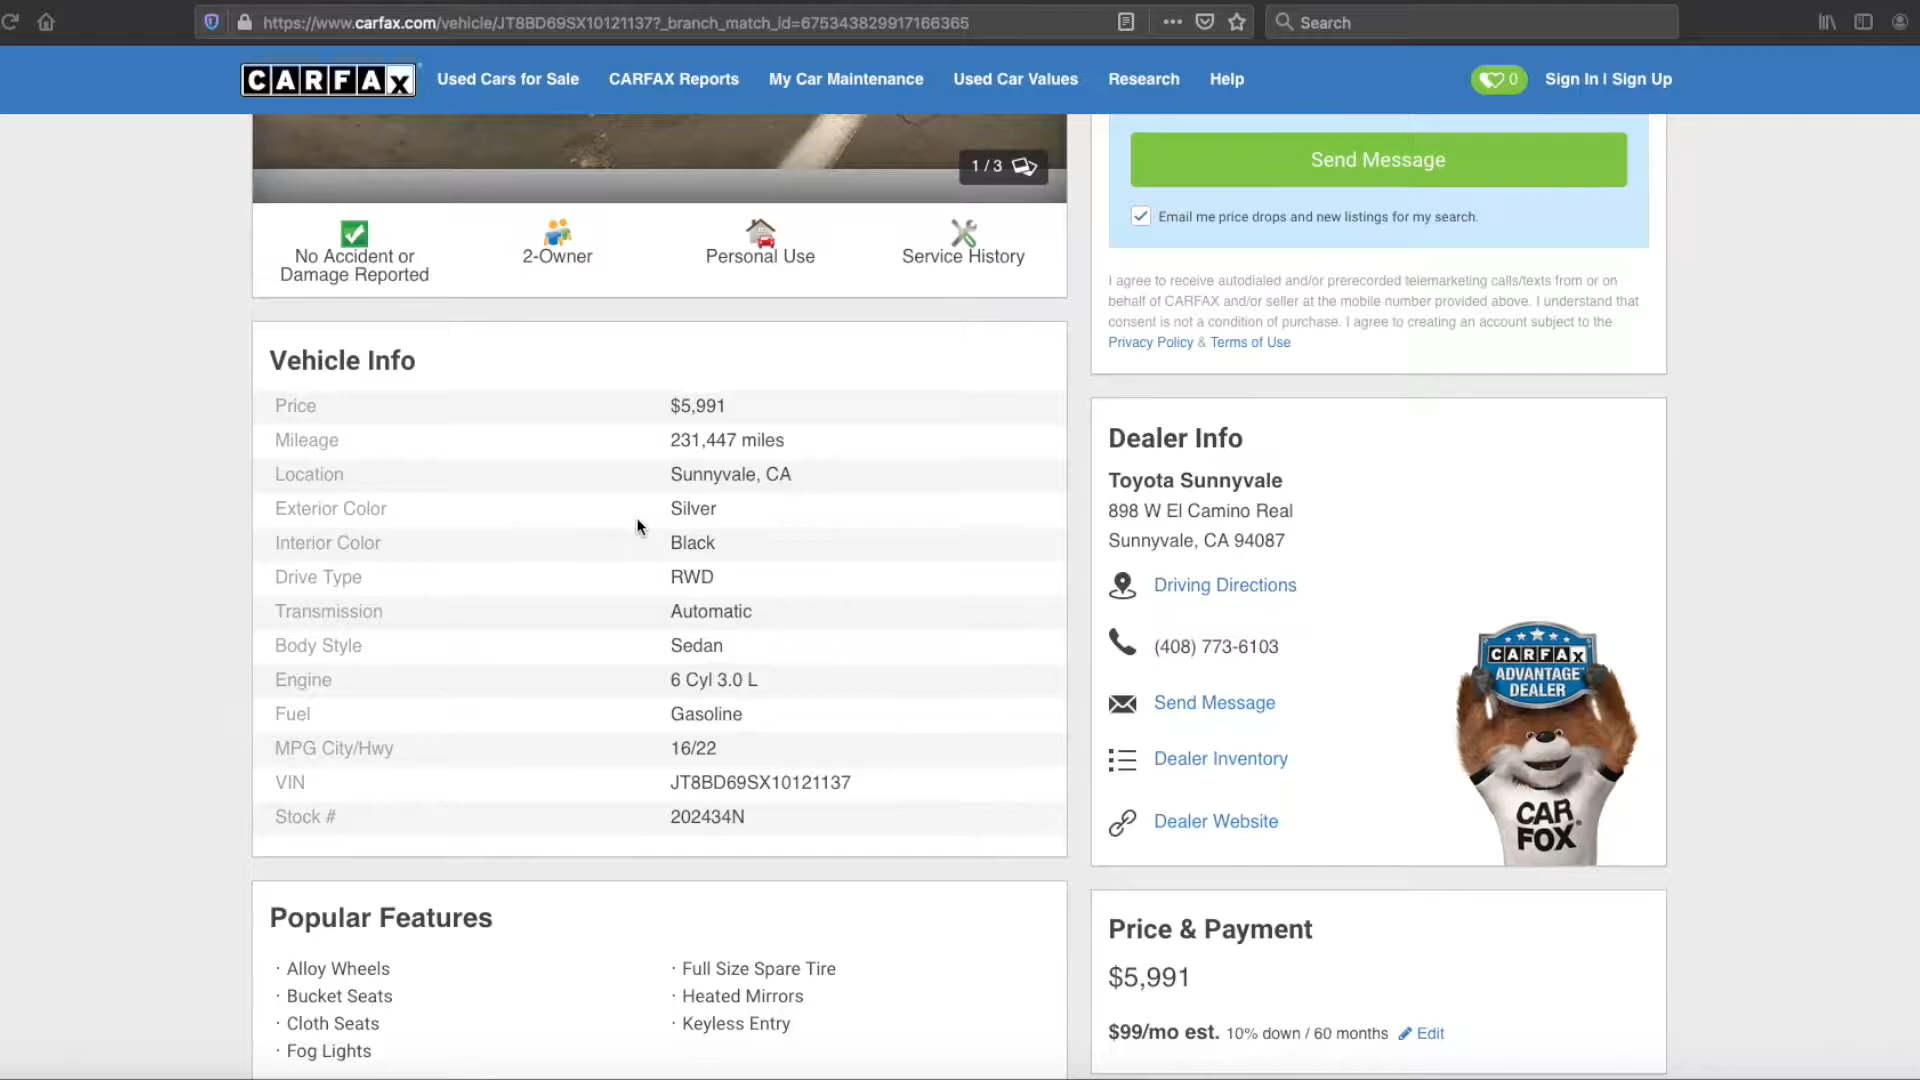 https://www.carfax.com/vehicle/JT8BD69SX10121137?_branch_match_id=675343829917166365
Search
CARFAX
Used Cars for Sale
CARFAX Reports
My Car Maintenance
Used Car Values
Research
Help
0
Sign In | Sign Up
1 / 3
No Accident or
Damage Reported
2-Owner
Personal Use
Service History
Send Message
Email me price drops and new listings for my search.
I agree to receive autodialed and/or prerecorded telemarketing calls/texts from or on
behalf of CARFAX and/or seller at the mobile number provided above. I understand that
consent is not a condition of purchase. I agree to creating an account subject to the
Privacy Policy & Terms of Use
Vehicle Info
Price $5,991
Mileage 231,447 miles
Location Sunnyvale, CA
Exterior Color Silver
Interior Color Black
Drive Type RWD
Transmission Automatic
Body Style Sedan
Engine 6 Cyl 3.0 L
Fuel Gasoline
MPG City/Hwy 16/22
VIN JT8BD69SX10121137
Stock # 202434N
Dealer Info
Toyota Sunnyvale
898 W El Camino Real
Sunnyvale, CA 94087
Driving Directions
(408) 773-6103
Send Message
Dealer Inventory
Dealer Website
CARFAX
ADVANTAGE
DEALER
CAR
FOX
Popular Features
· Alloy Wheels
· Bucket Seats
· Cloth Seats
· Fog Lights
· Full Size Spare Tire
· Heated Mirrors
· Keyless Entry
Price & Payment
$5,991
$99/mo est. 10% down / 60 months Edit